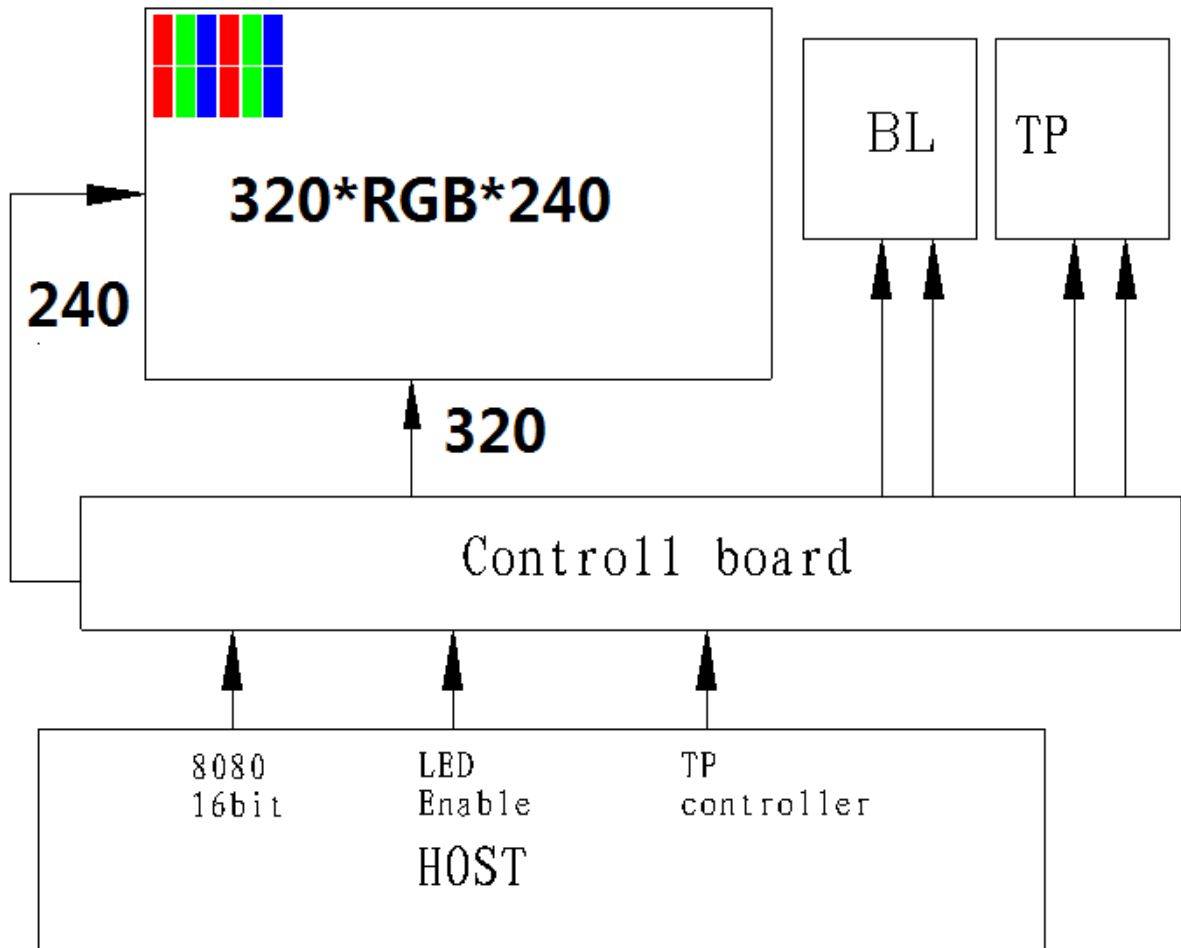 BL
TP
320*RGB*240
240
320
Controll board
8080
16bit
LED
Enable
TP
controller
HOST